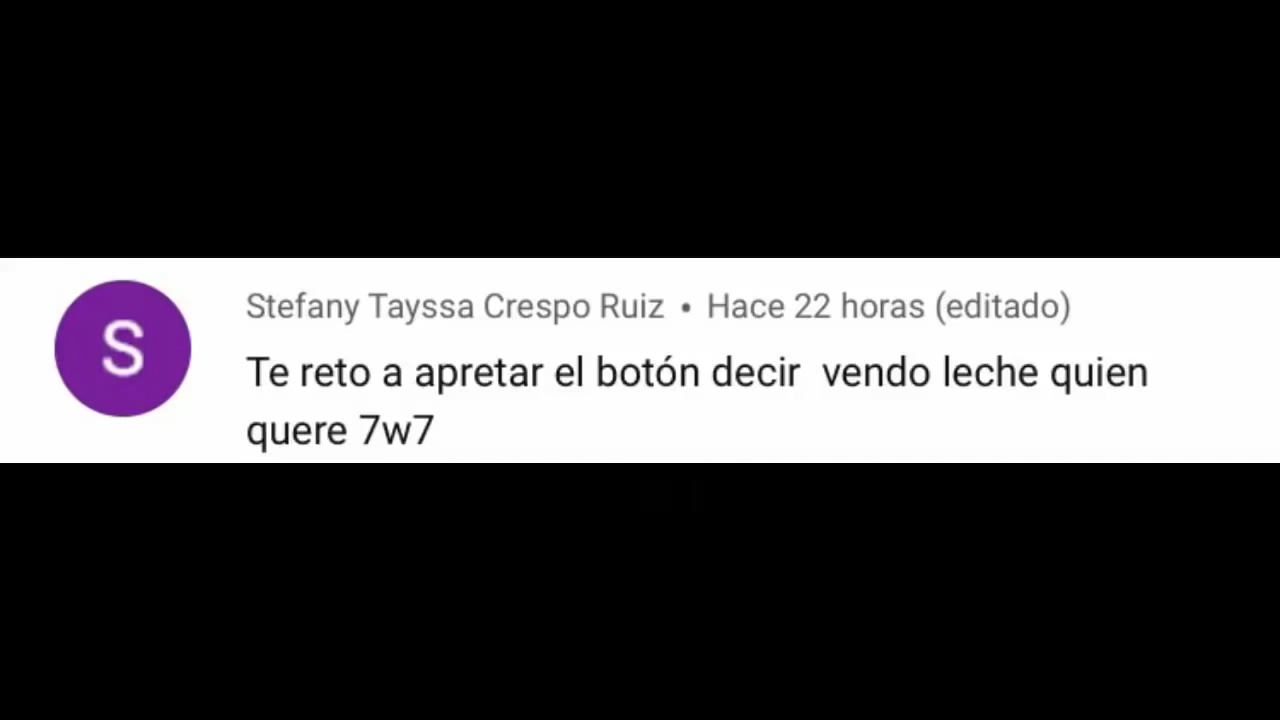 S
Stefany Tayssa Crespo Ruiz • Hace 22 horas (editado)
Te reto a apretar el botón decir  vendo leche quien
quere 7w7